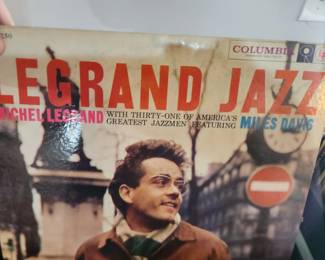 COLUMBIA
LEGRAND JAZZ
MICHEL LEGRAND WITH THIRTY-ONE OF AMERICA'S GREATEST JAZZMEN FEATURING MILES DAVIS